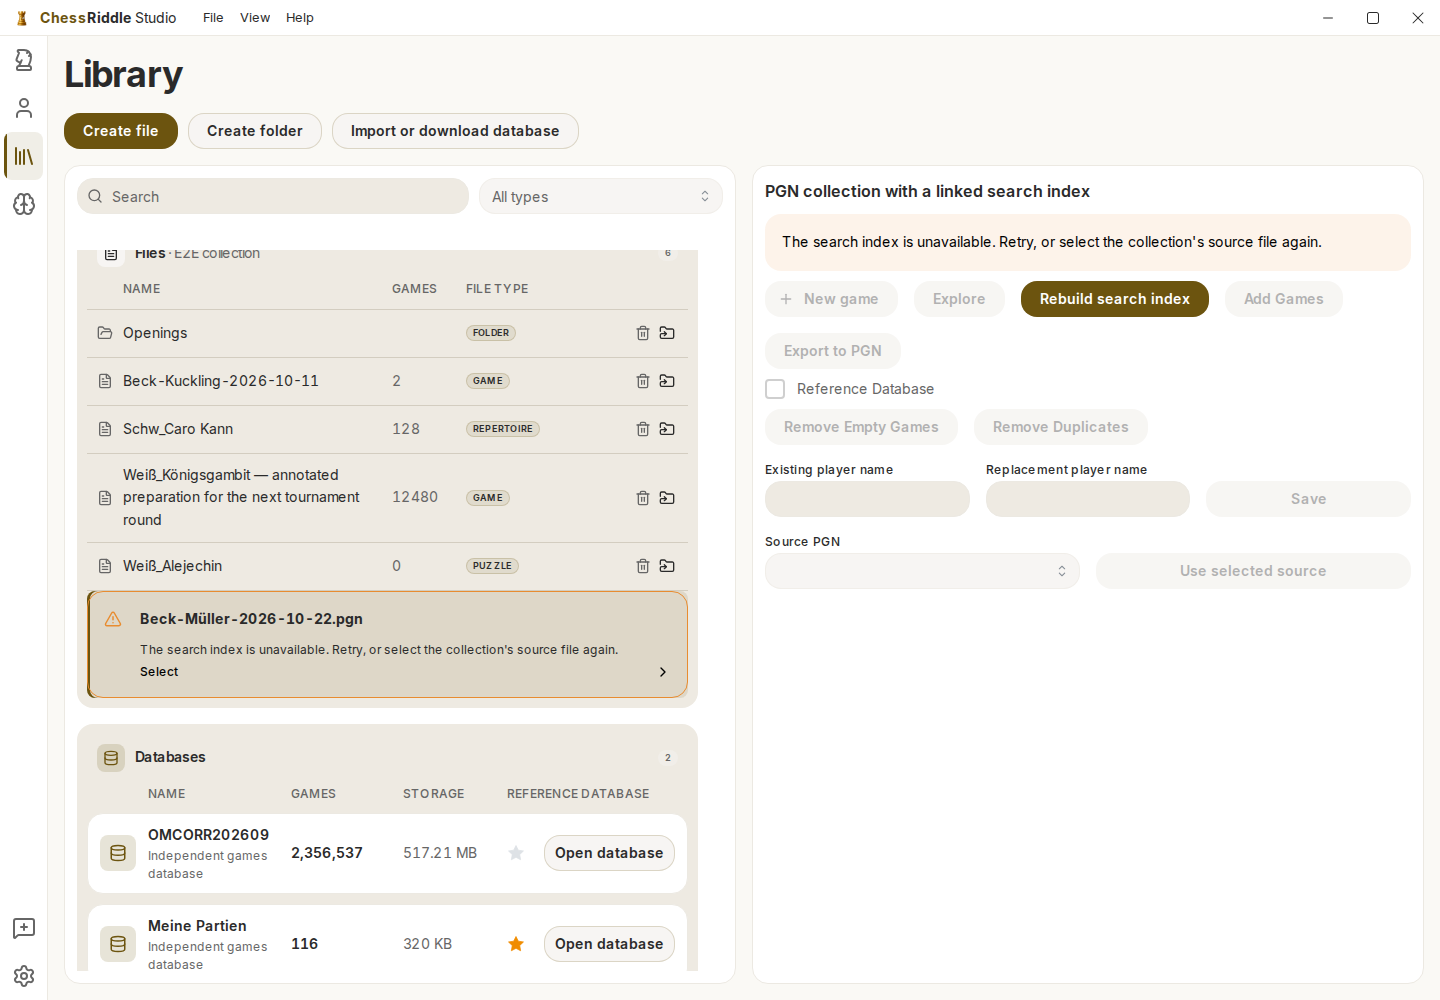 ChessRiddle Studio File View Help
Library
Create file Create folder Import or download database
Search All types
Files · E2E collection 6
NAME GAMES FILE TYPE
Openings FOLDER
Beck-Kuckling-2026-10-11 2 GAME
Schw_Caro Kann 128 REPERTOIRE
Weiß_Königsgambit — annotated
preparation for the next tournament
round
12480 GAME
Weiß_Aljechin 0 PUZZLE
Beck-Müller-2026-10-22.pgn
The search index is unavailable. Retry, or select the collection's source file again.
Select
Databases 2
NAME GAMES STORAGE REFERENCE DATABASE
OMCORR202609
Independent games
database
2,356,537 517.21 MB Open database
Meine Partien
Independent games
database
116 320 KB Open database
PGN collection with a linked search index
The search index is unavailable. Retry, or select the collection's source file again.
New game Explore Rebuild search index Add Games
Export to PGN
Reference Database
Remove Empty Games Remove Duplicates
Existing player name Replacement player name
Save
Source PGN
Use selected source